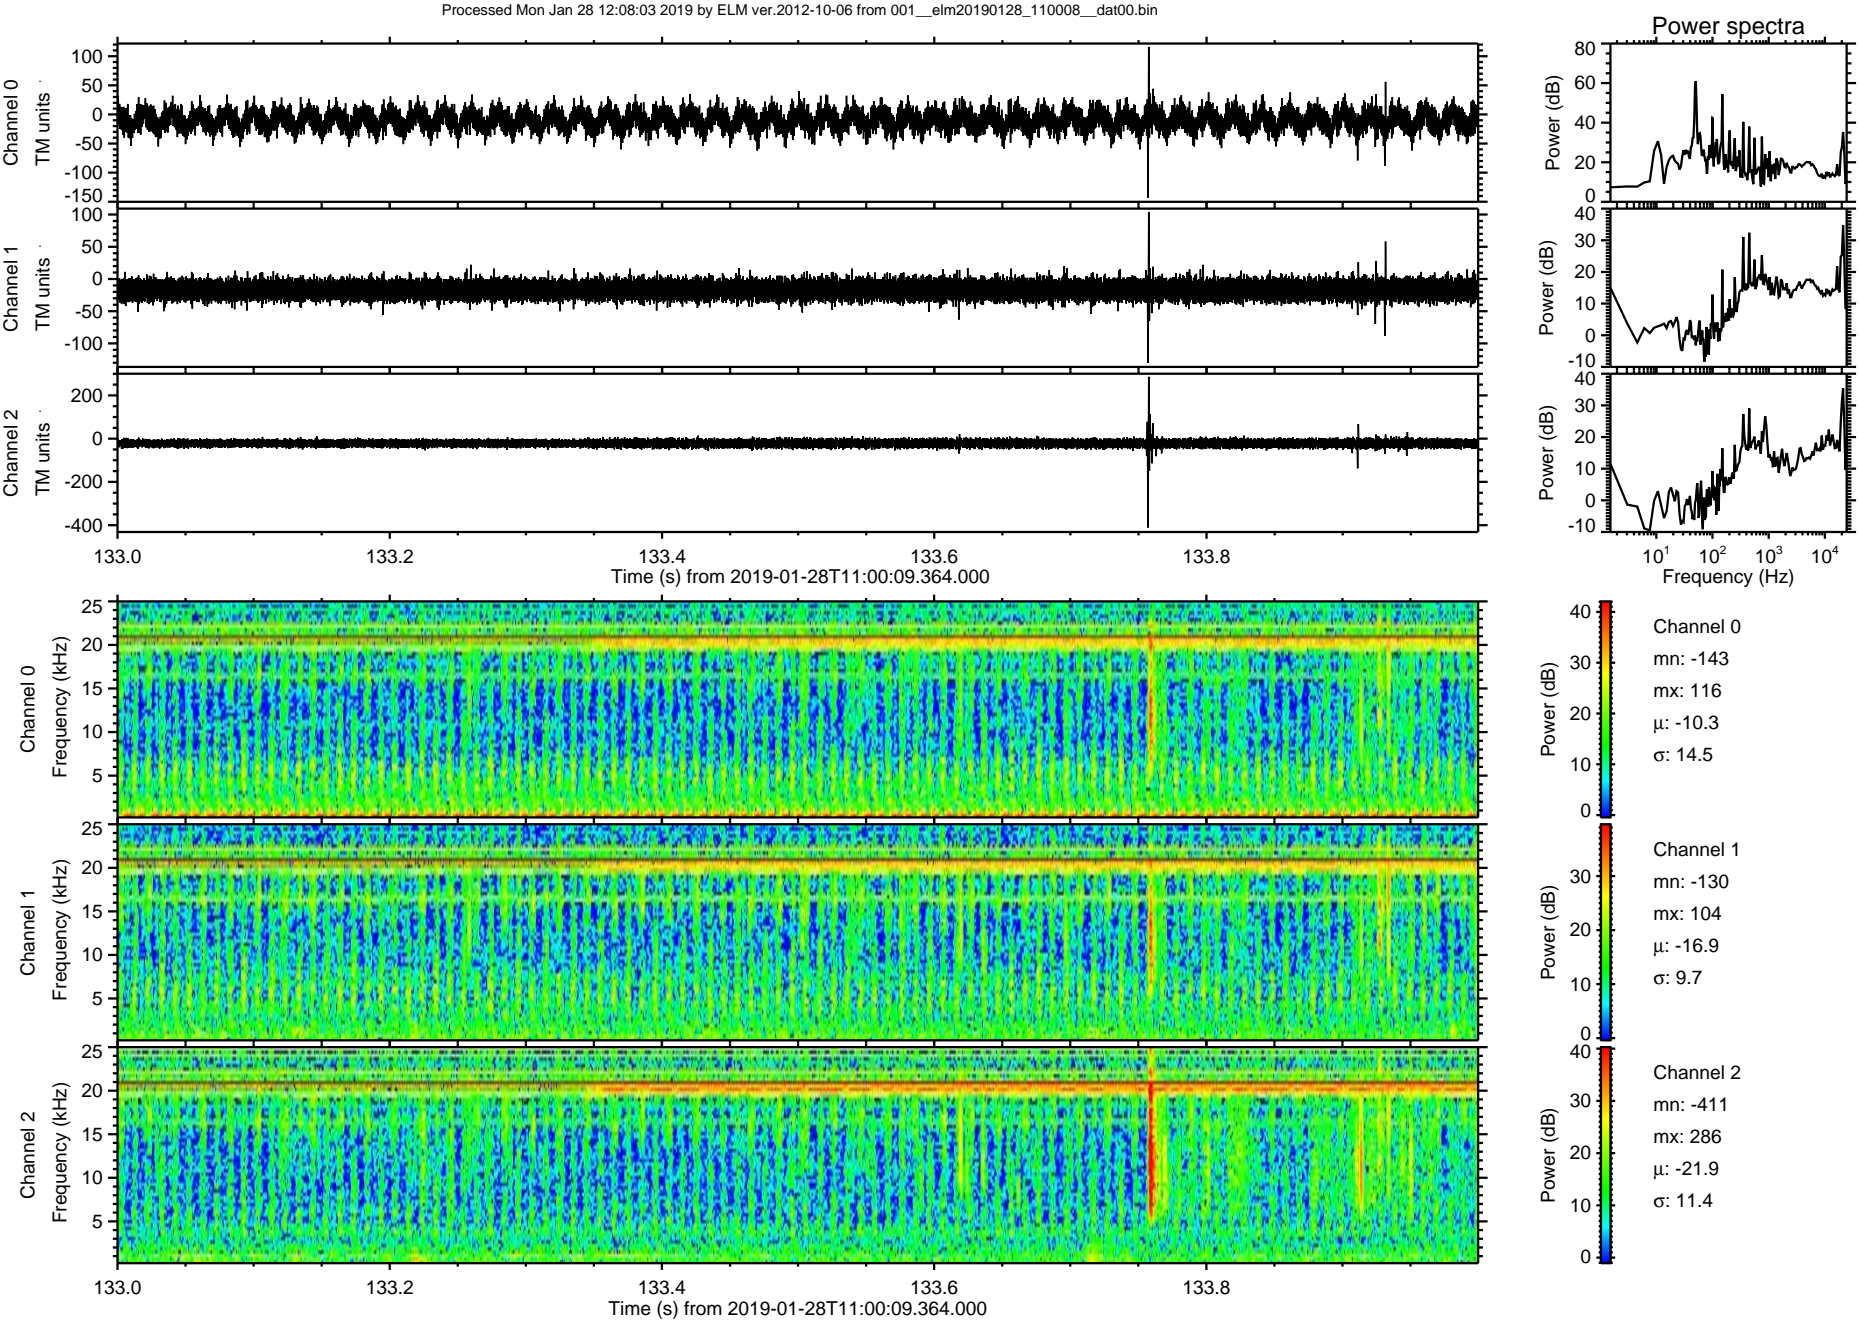 Processed Mon Jan 28 12:08:03 2019 by ELM ver.2012-10-06 from 001__elm20190128_110008__dat00.bin
Power spectra
Channel 0
TM units
100
50
0
-50
-100
-150
Power (dB)
80
60
40
20
0
Channel 1
TM units
100
50
0
-50
-100
Power (dB)
40
30
20
10
0
-10
Channel 2
TM units
200
0
-200
-400
Power (dB)
40
30
20
10
0
-10
133.0 133.2 133.4 133.6 133.8
Time (s) from 2019-01-28T11:00:09.364.000
10¹ 10² 10³ 10⁴
Frequency (Hz)
Channel 0
Frequency (kHz)
25
20
15
10
5
Power (dB)
40
30
20
10
0
Channel 0
mn: -143
mx: 116
μ: -10.3
σ: 14.5
Channel 1
Frequency (kHz)
25
20
15
10
5
Power (dB)
30
20
10
0
Channel 1
mn: -130
mx: 104
μ: -16.9
σ: 9.7
Channel 2
Frequency (kHz)
25
20
15
10
5
Power (dB)
40
30
20
10
0
Channel 2
mn: -411
mx: 286
μ: -21.9
σ: 11.4
133.0 133.2 133.4 133.6 133.8
Time (s) from 2019-01-28T11:00:09.364.000